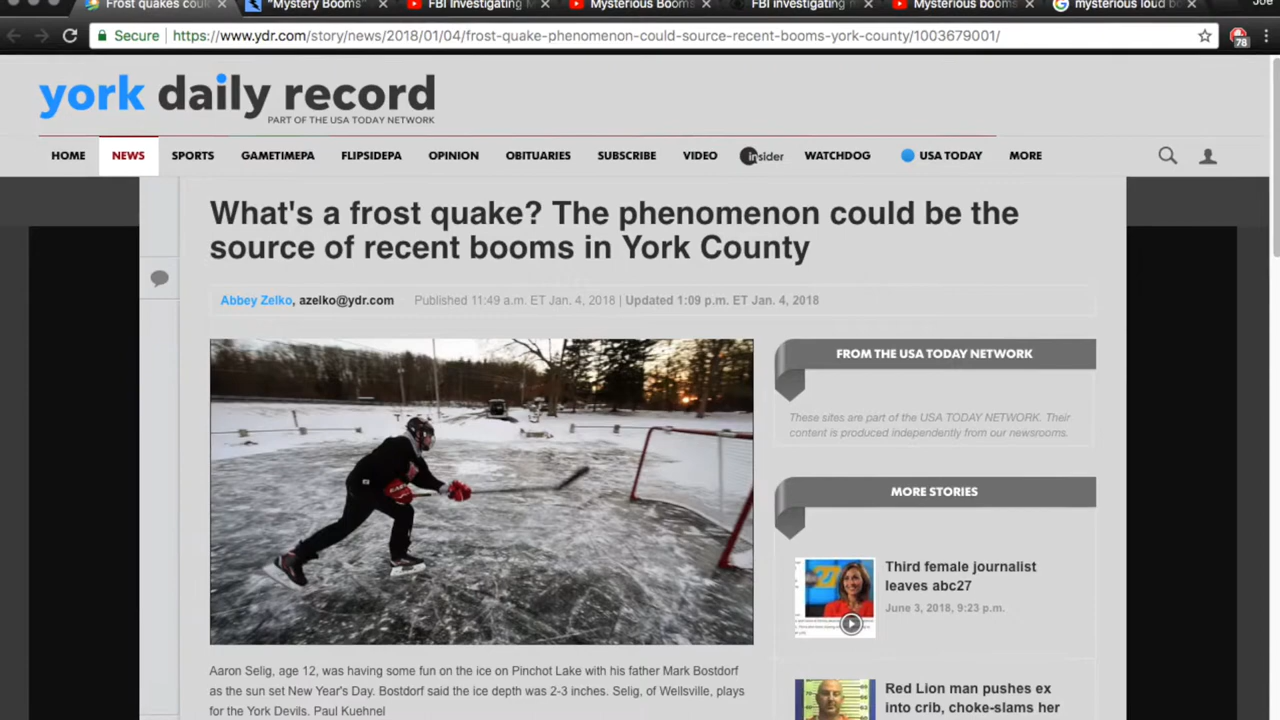 Frost quakes could
"Mystery Booms"
FBI Investigating
Mysterious Booms
FBI investigating m
Mysterious booms
mysterious loud b
Joe
Secure
https://www.ydr.com/story/news/2018/01/04/frost-quake-phenomenon-could-source-recent-booms-york-county/1003679001/
78
york daily record
PART OF THE USA TODAY NETWORK
HOME NEWS SPORTS GAMETIMEPA FLIPSIDEPA OPINION OBITUARIES SUBSCRIBE VIDEO insider WATCHDOG USA TODAY MORE
What's a frost quake? The phenomenon could be the
source of recent booms in York County
Abbey Zelko, azelko@ydr.com Published 11:49 a.m. ET Jan. 4, 2018 | Updated 1:09 p.m. ET Jan. 4, 2018
FROM THE USA TODAY NETWORK
These sites are part of the USA TODAY NETWORK. Their
content is produced independently from our newsrooms.
MORE STORIES
27
Third female journalist
leaves abc27
June 3, 2018, 9:23 p.m.
Red Lion man pushes ex
into crib, choke-slams her
Aaron Selig, age 12, was having some fun on the ice on Pinchot Lake with his father Mark Bostdorf
as the sun set New Year's Day. Bostdorf said the ice depth was 2-3 inches. Selig, of Wellsville, plays
for the York Devils. Paul Kuehnel